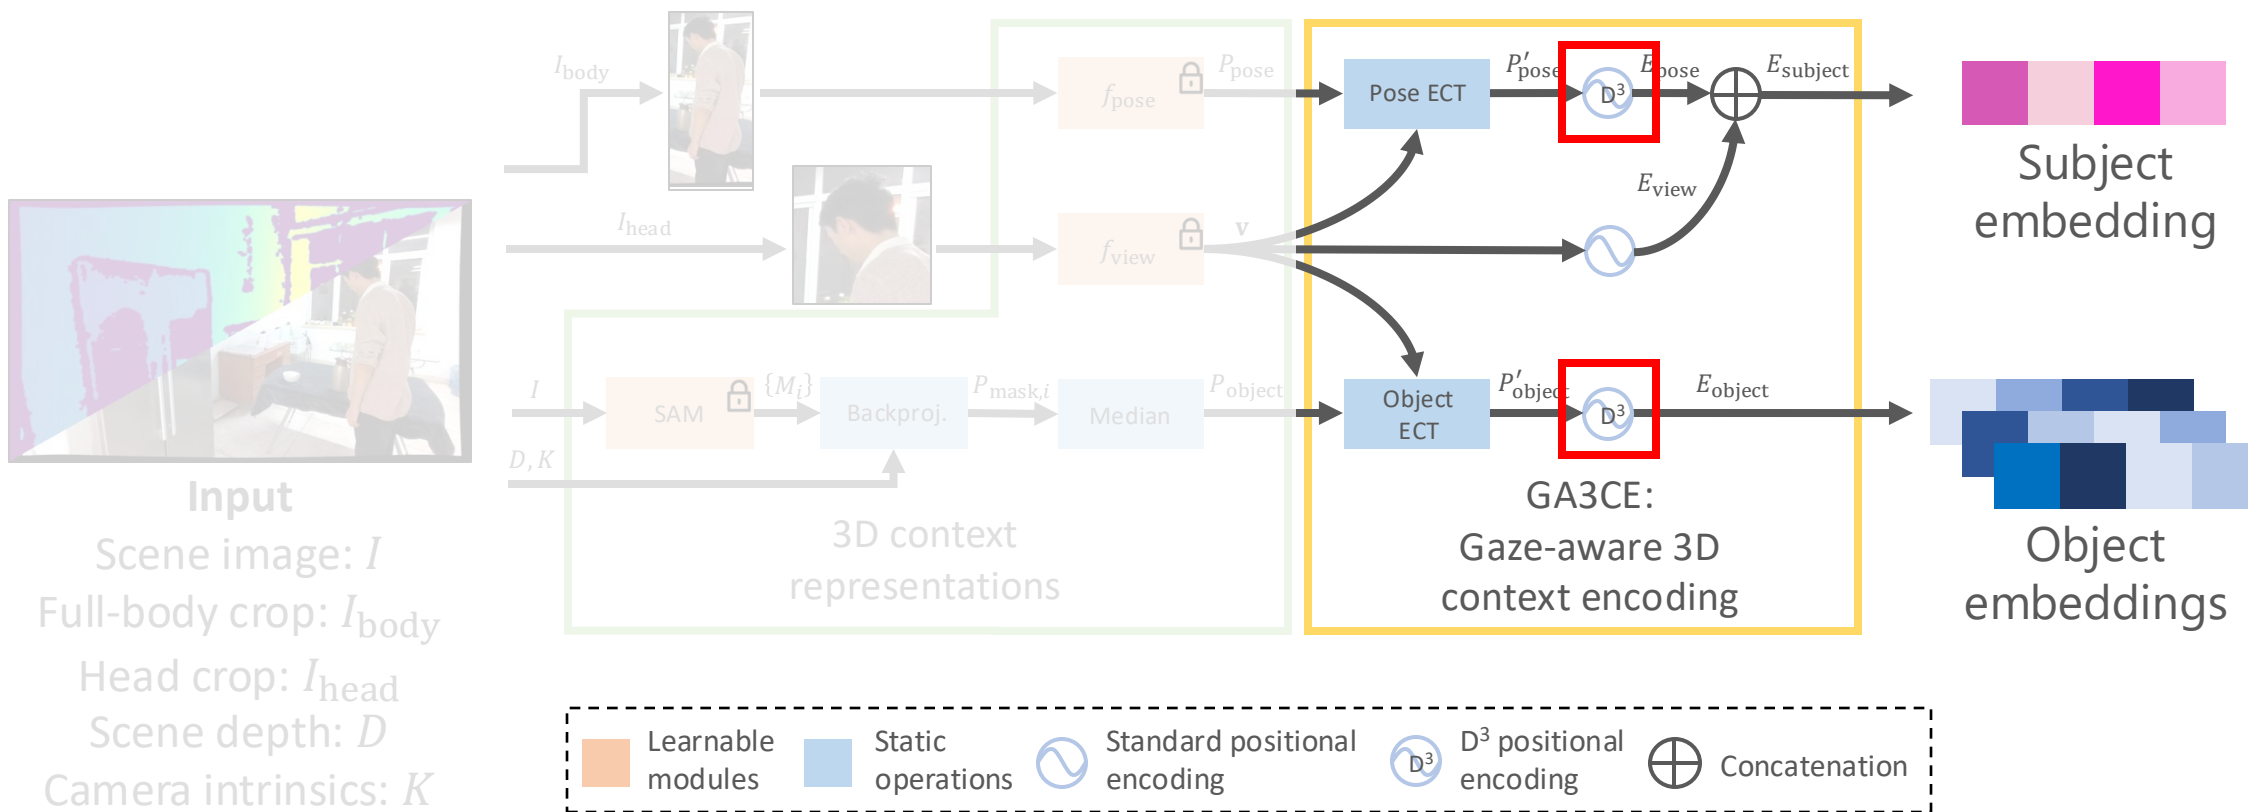 I_body
P_pose
f_pose
Pose ECT
P′_pose
D³
E_pose
E_subject
Subject
embedding
I_head
f_view
v
E_view
I
SAM
{M_i}
Backproj.
P_mask,i
Median
P_object
Object
ECT
P′_object
D³
E_object
D, K
Input
Scene image: I
Full-body crop: I_body
Head crop: I_head
Scene depth: D
Camera intrinsics: K
3D context
representations
GA3CE:
Gaze-aware 3D
context encoding
Object
embeddings
Learnable
modules
Static
operations
Standard positional
encoding
D³
D³ positional
encoding
Concatenation